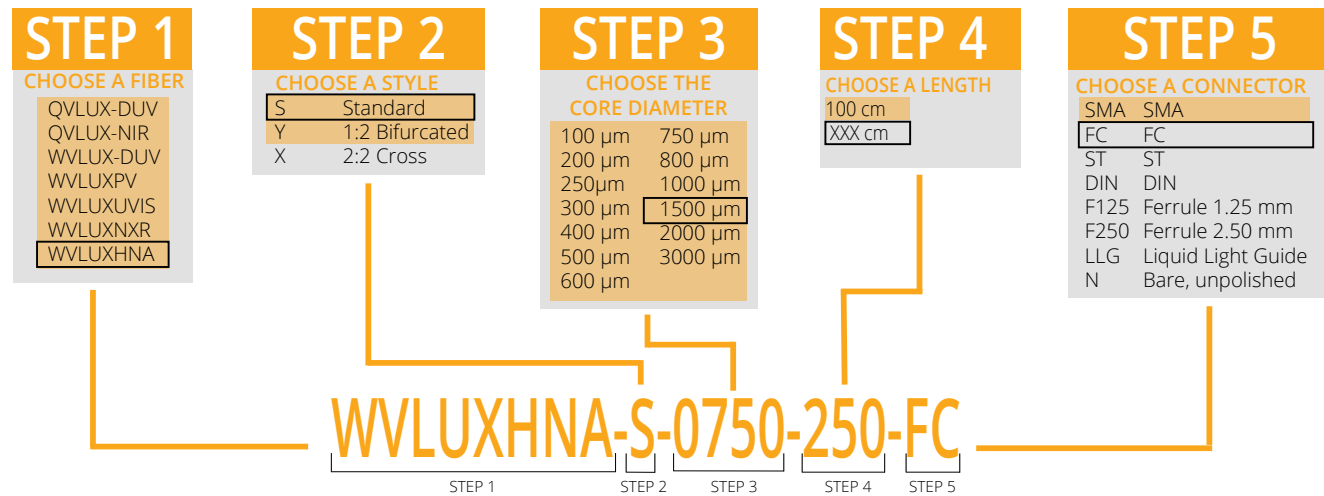 STEP 1
CHOOSE A FIBER
QVLUX-DUV
QVLUX-NIR
WVLUX-DUV
WVLUXPV
WVLUXUVIS
WVLUXNXR
WVLUXHNA
STEP 2
CHOOSE A STYLE
S Standard
Y 1:2 Bifurcated
X 2:2 Cross
STEP 3
CHOOSE THE
CORE DIAMETER
100 µm 750 µm
200 µm 800 µm
250µm 1000 µm
300 µm 1500 µm
400 µm 2000 µm
500 µm 3000 µm
600 µm
STEP 4
CHOOSE A LENGTH
100 cm
XXX cm
STEP 5
CHOOSE A CONNECTOR
SMA SMA
FC FC
ST ST
DIN DIN
F125 Ferrule 1.25 mm
F250 Ferrule 2.50 mm
LLG Liquid Light Guide
N Bare, unpolished
WVLUXHNA-S-0750-250-FC
STEP 1 STEP 2 STEP 3 STEP 4 STEP 5